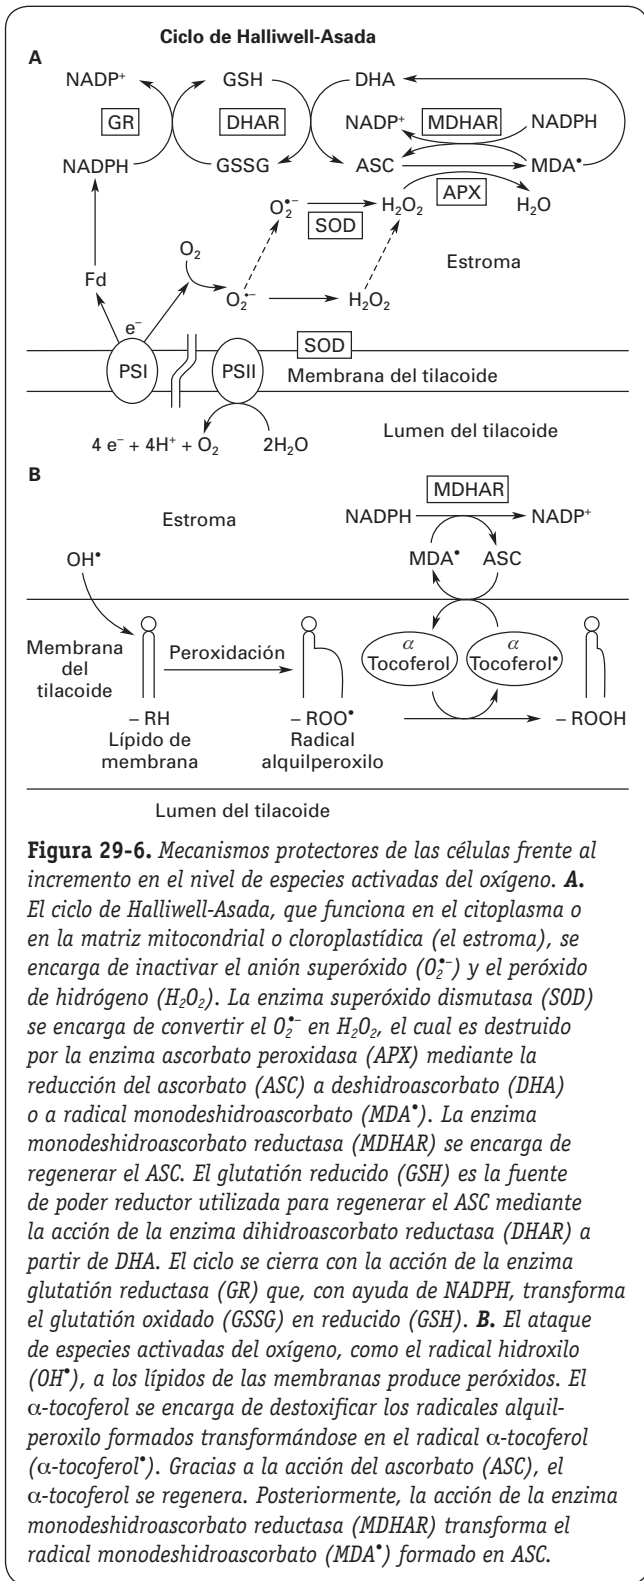 Ciclo de Halliwell-Asada
A
NADP⁺ GSH DHA
GR DHAR NADP⁺ MDHAR NADPH
NADPH GSSG ASC MDA•
O₂•⁻ H₂O₂ APX H₂O
SOD
O₂ Estroma
Fd O₂•⁻ H₂O₂
e⁻
SOD
PSI PSII Membrana del tilacoide
4 e⁻ + 4H⁺ + O₂ 2H₂O Lumen del tilacoide
B
MDHAR
Estroma NADPH NADP⁺
OH• MDA• ASC
Membrana del tilacoide Peroxidación α Tocoferol α Tocoferol•
– RH – ROO• – ROOH
Lípido de membrana Radical alquilperoxilo
Lumen del tilacoide
Figura 29-6. Mecanismos protectores de las células frente al
incremento en el nivel de especies activadas del oxígeno. A.
El ciclo de Halliwell-Asada, que funciona en el citoplasma o
en la matriz mitocondrial o cloroplastídica (el estroma), se
encarga de inactivar el anión superóxido (O₂•⁻) y el peróxido
de hidrógeno (H₂O₂). La enzima superóxido dismutasa (SOD)
se encarga de convertir el O₂•⁻ en H₂O₂, el cual es destruido
por la enzima ascorbato peroxidasa (APX) mediante la
reducción del ascorbato (ASC) a deshidroascorbato (DHA)
o a radical monodeshidroascorbato (MDA•). La enzima
monodeshidroascorbato reductasa (MDHAR) se encarga de
regenerar el ASC. El glutatión reducido (GSH) es la fuente
de poder reductor utilizada para regenerar el ASC mediante
la acción de la enzima dihidroascorbato reductasa (DHAR) a
partir de DHA. El ciclo se cierra con la acción de la enzima
glutatión reductasa (GR) que, con ayuda de NADPH, transforma
el glutatión oxidado (GSSG) en reducido (GSH). B. El ataque
de especies activadas del oxígeno, como el radical hidroxilo
(OH•), a los lípidos de las membranas produce peróxidos. El
α-tocoferol se encarga de destoxificar los radicales alquil-
peroxilo formados transformándose en el radical α-tocoferol
(α-tocoferol•). Gracias a la acción del ascorbato (ASC), el
α-tocoferol se regenera. Posteriormente, la acción de la enzima
monodeshidroascorbato reductasa (MDHAR) transforma el
radical monodeshidroascorbato (MDA•) formado en ASC.